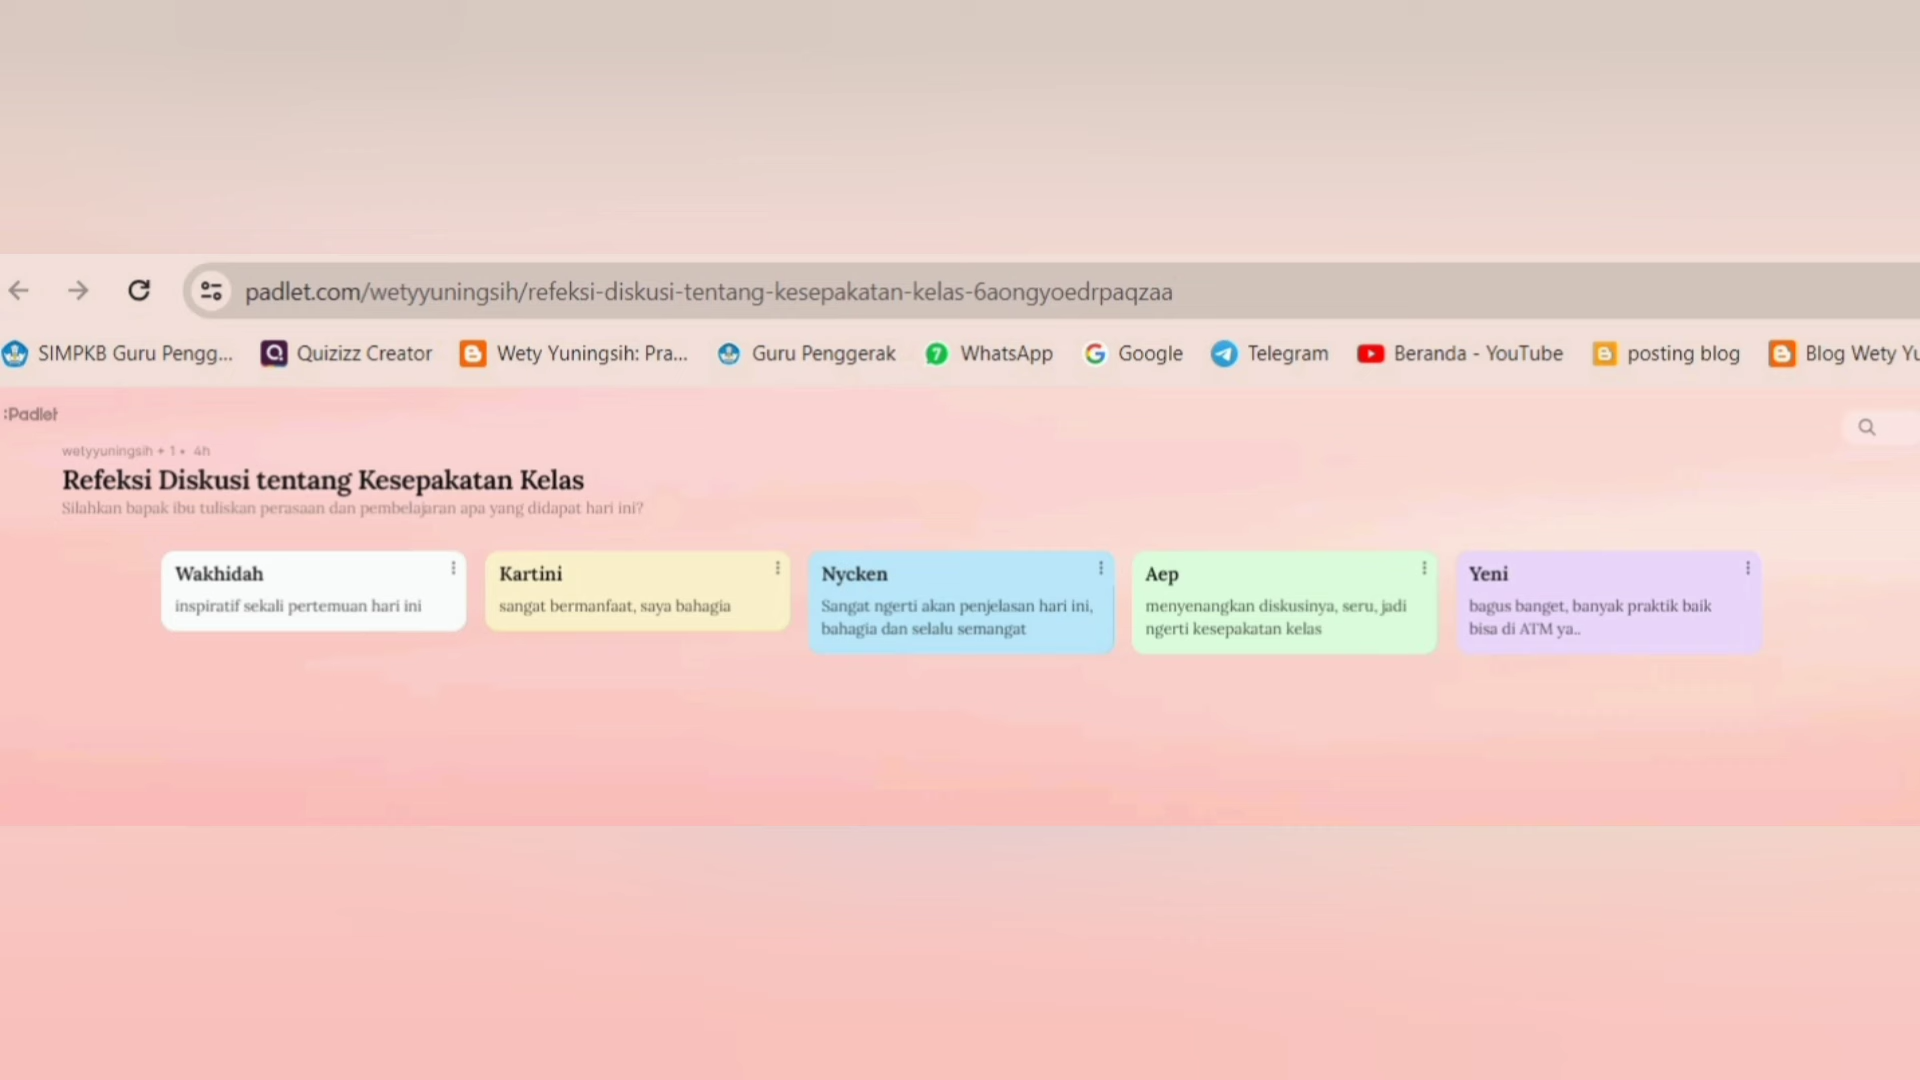 padlet.com/wetyyuningsih/refeksi-diskusi-tentang-kesepakatan-kelas-6aongyoedrpaqzaa
SIMPKB Guru Pengg... Quizizz Creator Wety Yuningsih: Pra... Guru Penggerak 7 WhatsApp Google Telegram Beranda - YouTube posting blog Blog Wety Yu
:Padlet
wetyyuningsih + 1 • 4h
Refeksi Diskusi tentang Kesepakatan Kelas
Silahkan bapak ibu tuliskan perasaan dan pembelajaran apa yang didapat hari ini?
Wakhidah
inspiratif sekali pertemuan hari ini
Kartini
sangat bermanfaat, saya bahagia
Nycken
Sangat ngerti akan penjelasan hari ini,
bahagia dan selalu semangat
Aep
menyenangkan diskusinya, seru, jadi
ngerti kesepakatan kelas
Yeni
bagus banget, banyak praktik baik
bisa di ATM ya..